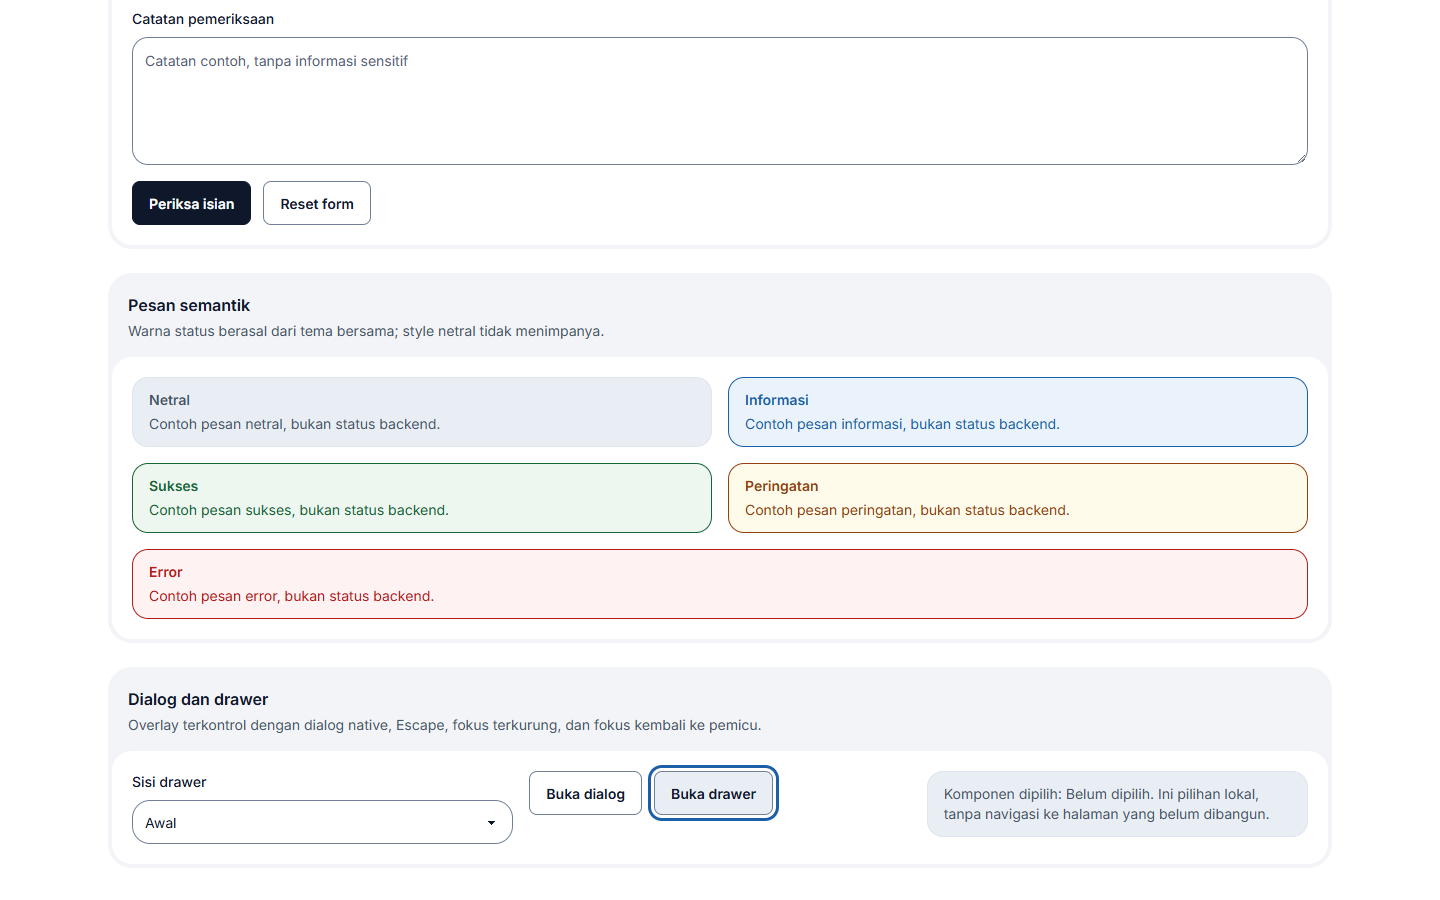 Catatan pemeriksaan
Catatan contoh, tanpa informasi sensitif
Periksa isian
Reset form
Pesan semantik
Warna status berasal dari tema bersama; style netral tidak menimpanya.
Netral
Contoh pesan netral, bukan status backend.
Informasi
Contoh pesan informasi, bukan status backend.
Sukses
Contoh pesan sukses, bukan status backend.
Peringatan
Contoh pesan peringatan, bukan status backend.
Error
Contoh pesan error, bukan status backend.
Dialog dan drawer
Overlay terkontrol dengan dialog native, Escape, fokus terkurung, dan fokus kembali ke pemicu.
Sisi drawer
Awal
Buka dialog
Buka drawer
Komponen dipilih: Belum dipilih. Ini pilihan lokal,
tanpa navigasi ke halaman yang belum dibangun.